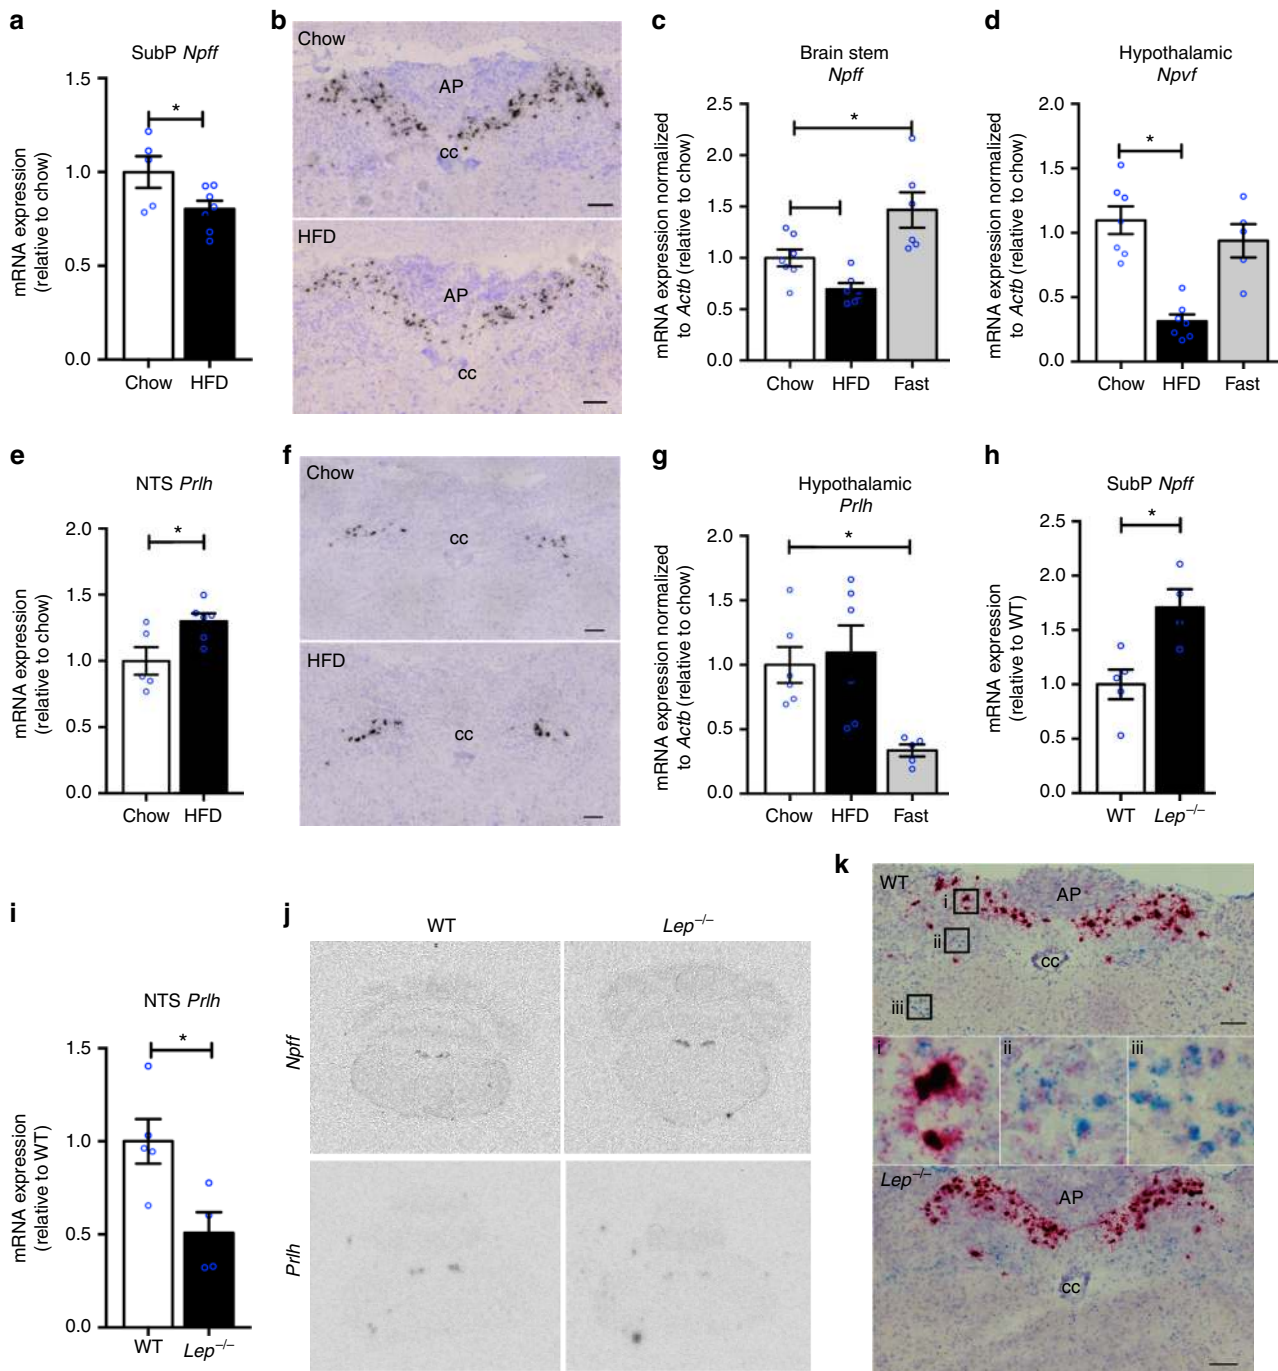 a
SubP Npff
mRNA expression
(relative to chow)
1.5
1.0
0.5
0.0
*
Chow HFD
b
Chow
AP
cc
HFD
AP
cc
c
Brain stem
Npff
mRNA expression normalized
to Actb (relative to chow)
2.5
2.0
1.5
1.0
0.5
0.0
*
Chow HFD Fast
d
Hypothalamic
Npvf
mRNA expression normalized
to Actb (relative to chow)
2.0
1.5
1.0
0.5
0.0
*
Chow HFD Fast
e
NTS Prlh
mRNA expression
(relative to chow)
2.0
1.5
1.0
0.5
0.0
*
Chow HFD
f
Chow
cc
HFD
cc
g
Hypothalamic
Prlh
mRNA expression normalized
to Actb (relative to chow)
2.0
1.5
1.0
0.5
0.0
*
Chow HFD Fast
h
SubP Npff
mRNA expression
(relative to WT)
2.5
2.0
1.5
1.0
0.5
0.0
*
WT Lep–/–
i
NTS Prlh
mRNA expression
(relative to WT)
1.5
1.0
0.5
0.0
*
WT Lep–/–
j
WT Lep–/–
Npff
Prlh
k
WT
AP
i
ii
cc
iii
i ii iii
Lep–/–
AP
cc